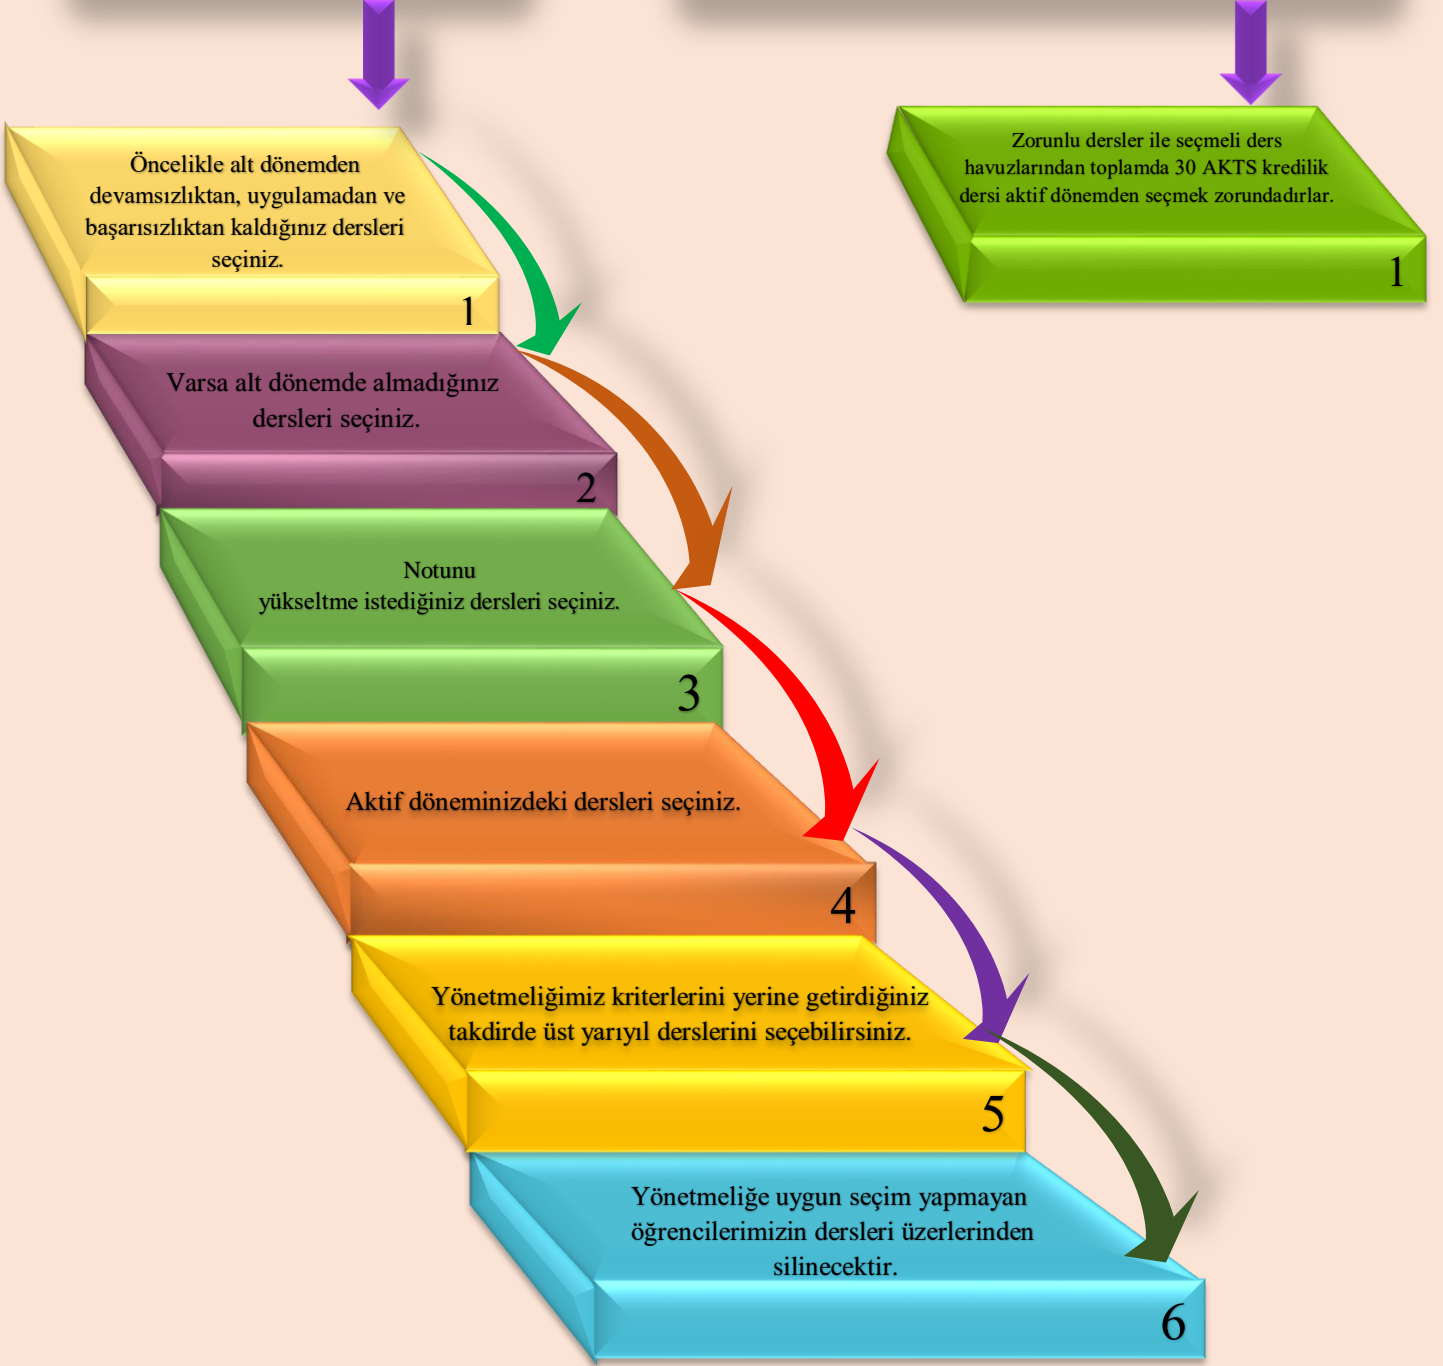 Öncelikle alt dönemden
devamsızlıktan, uygulamadan ve
başarısızlıktan kaldığınız dersleri
seçiniz.
1
Varsa alt dönemde almadığınız
dersleri seçiniz.
2
Notunu
yükseltme istediğiniz dersleri seçiniz.
3
Aktif döneminizdeki dersleri seçiniz.
4
Yönetmeliğimiz kriterlerini yerine getirdiğiniz
takdirde üst yarıyıl derslerini seçebilirsiniz.
5
Yönetmeliğe uygun seçim yapmayan
öğrencilerimizin dersleri üzerlerinden
silinecektir.
6
Zorunlu dersler ile seçmeli ders
havuzlarından toplamda 30 AKTS kredilik
dersi aktif dönemden seçmek zorundadırlar.
1